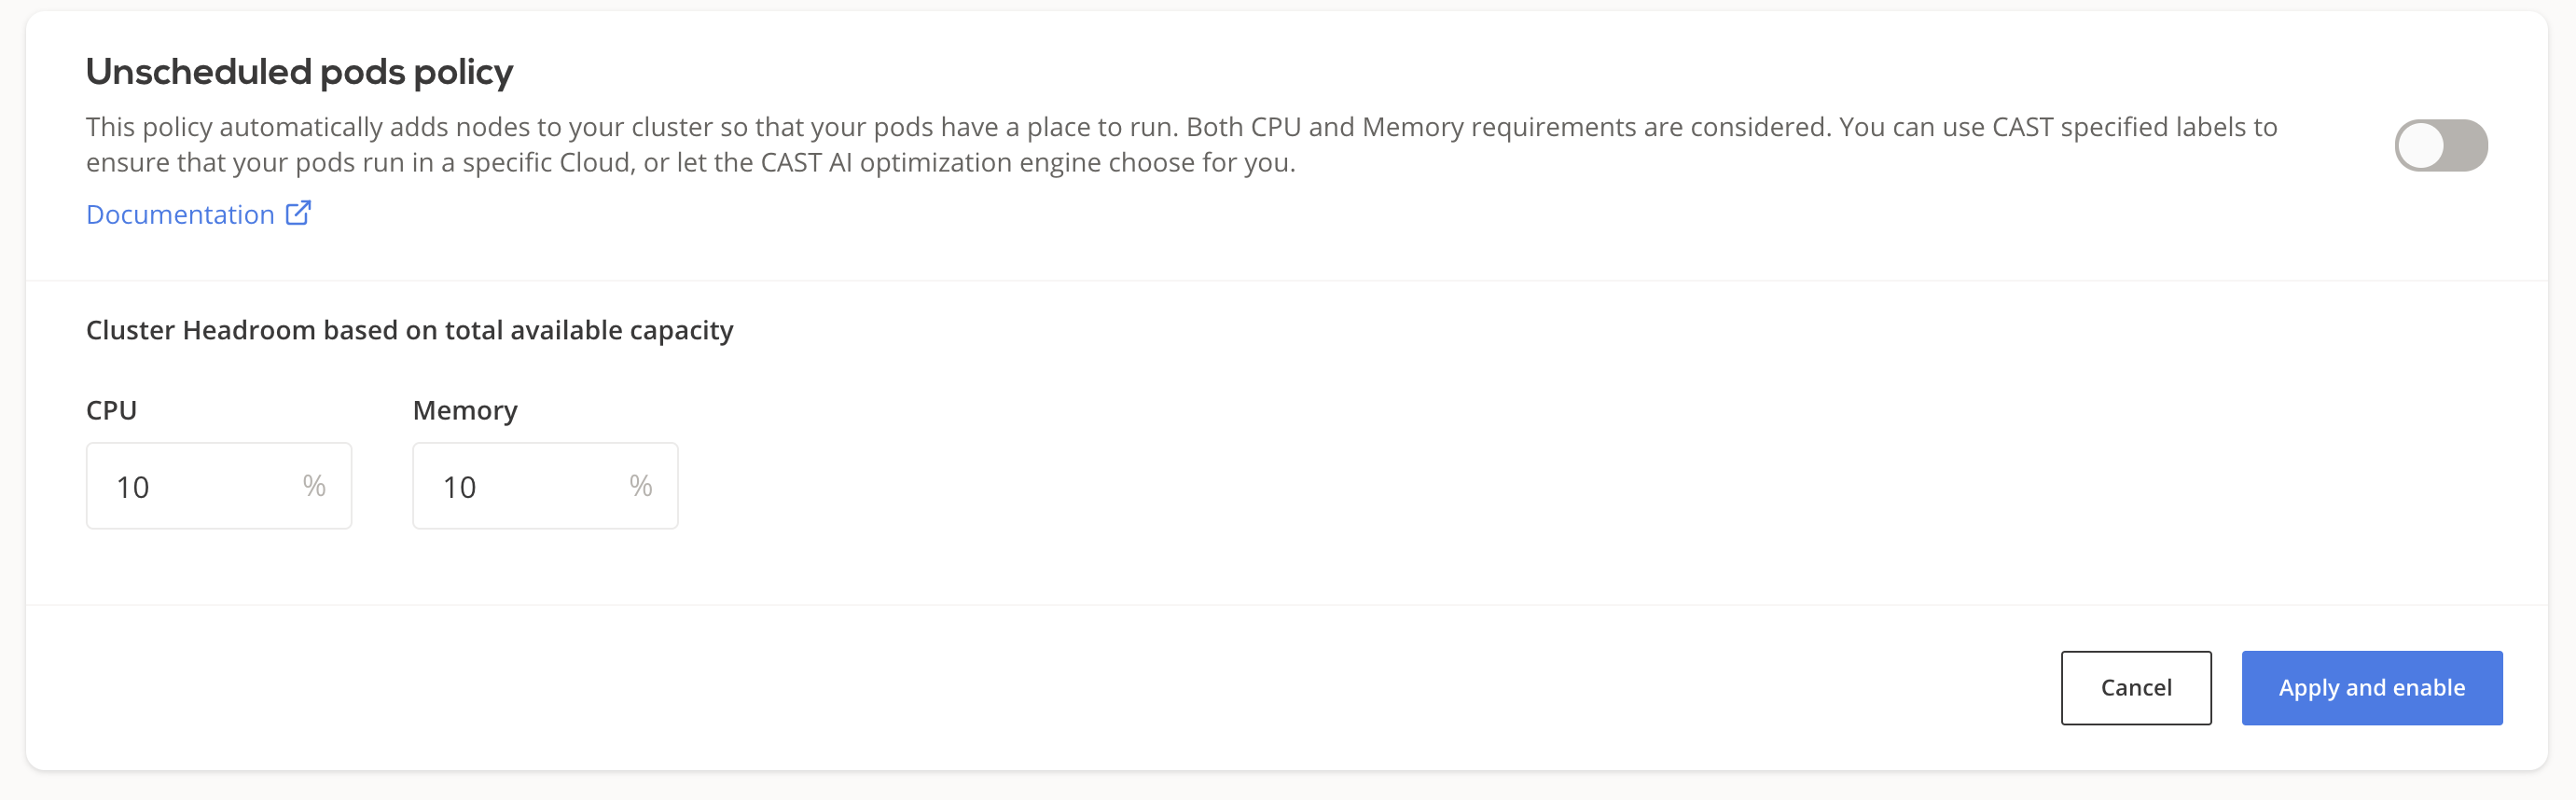 Unscheduled pods policy
This policy automatically adds nodes to your cluster so that your pods have a place to run. Both CPU and Memory requirements are considered. You can use CAST specified labels to
ensure that your pods run in a specific Cloud, or let the CAST AI optimization engine choose for you.
Documentation
Cluster Headroom based on total available capacity
CPU Memory
10 % 10 %
Cancel Apply and enable